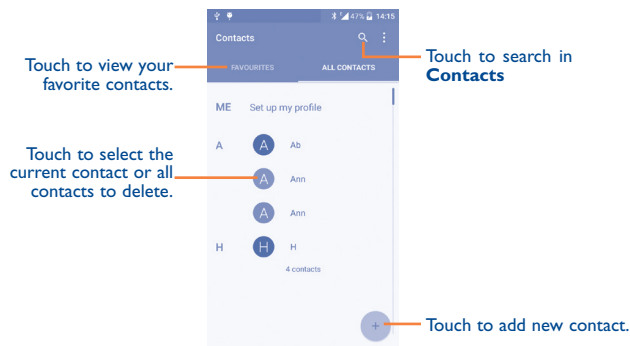 47% 14:15
Contacts
FAVOURITES ALL CONTACTS
ME Set up my profile
A A Ab
A Ann
A Ann
H H H
4 contacts
+
Touch to view your
favorite contacts.
Touch to select the
current contact or all
contacts to delete.
Touch to search in
Contacts
Touch to add new contact.